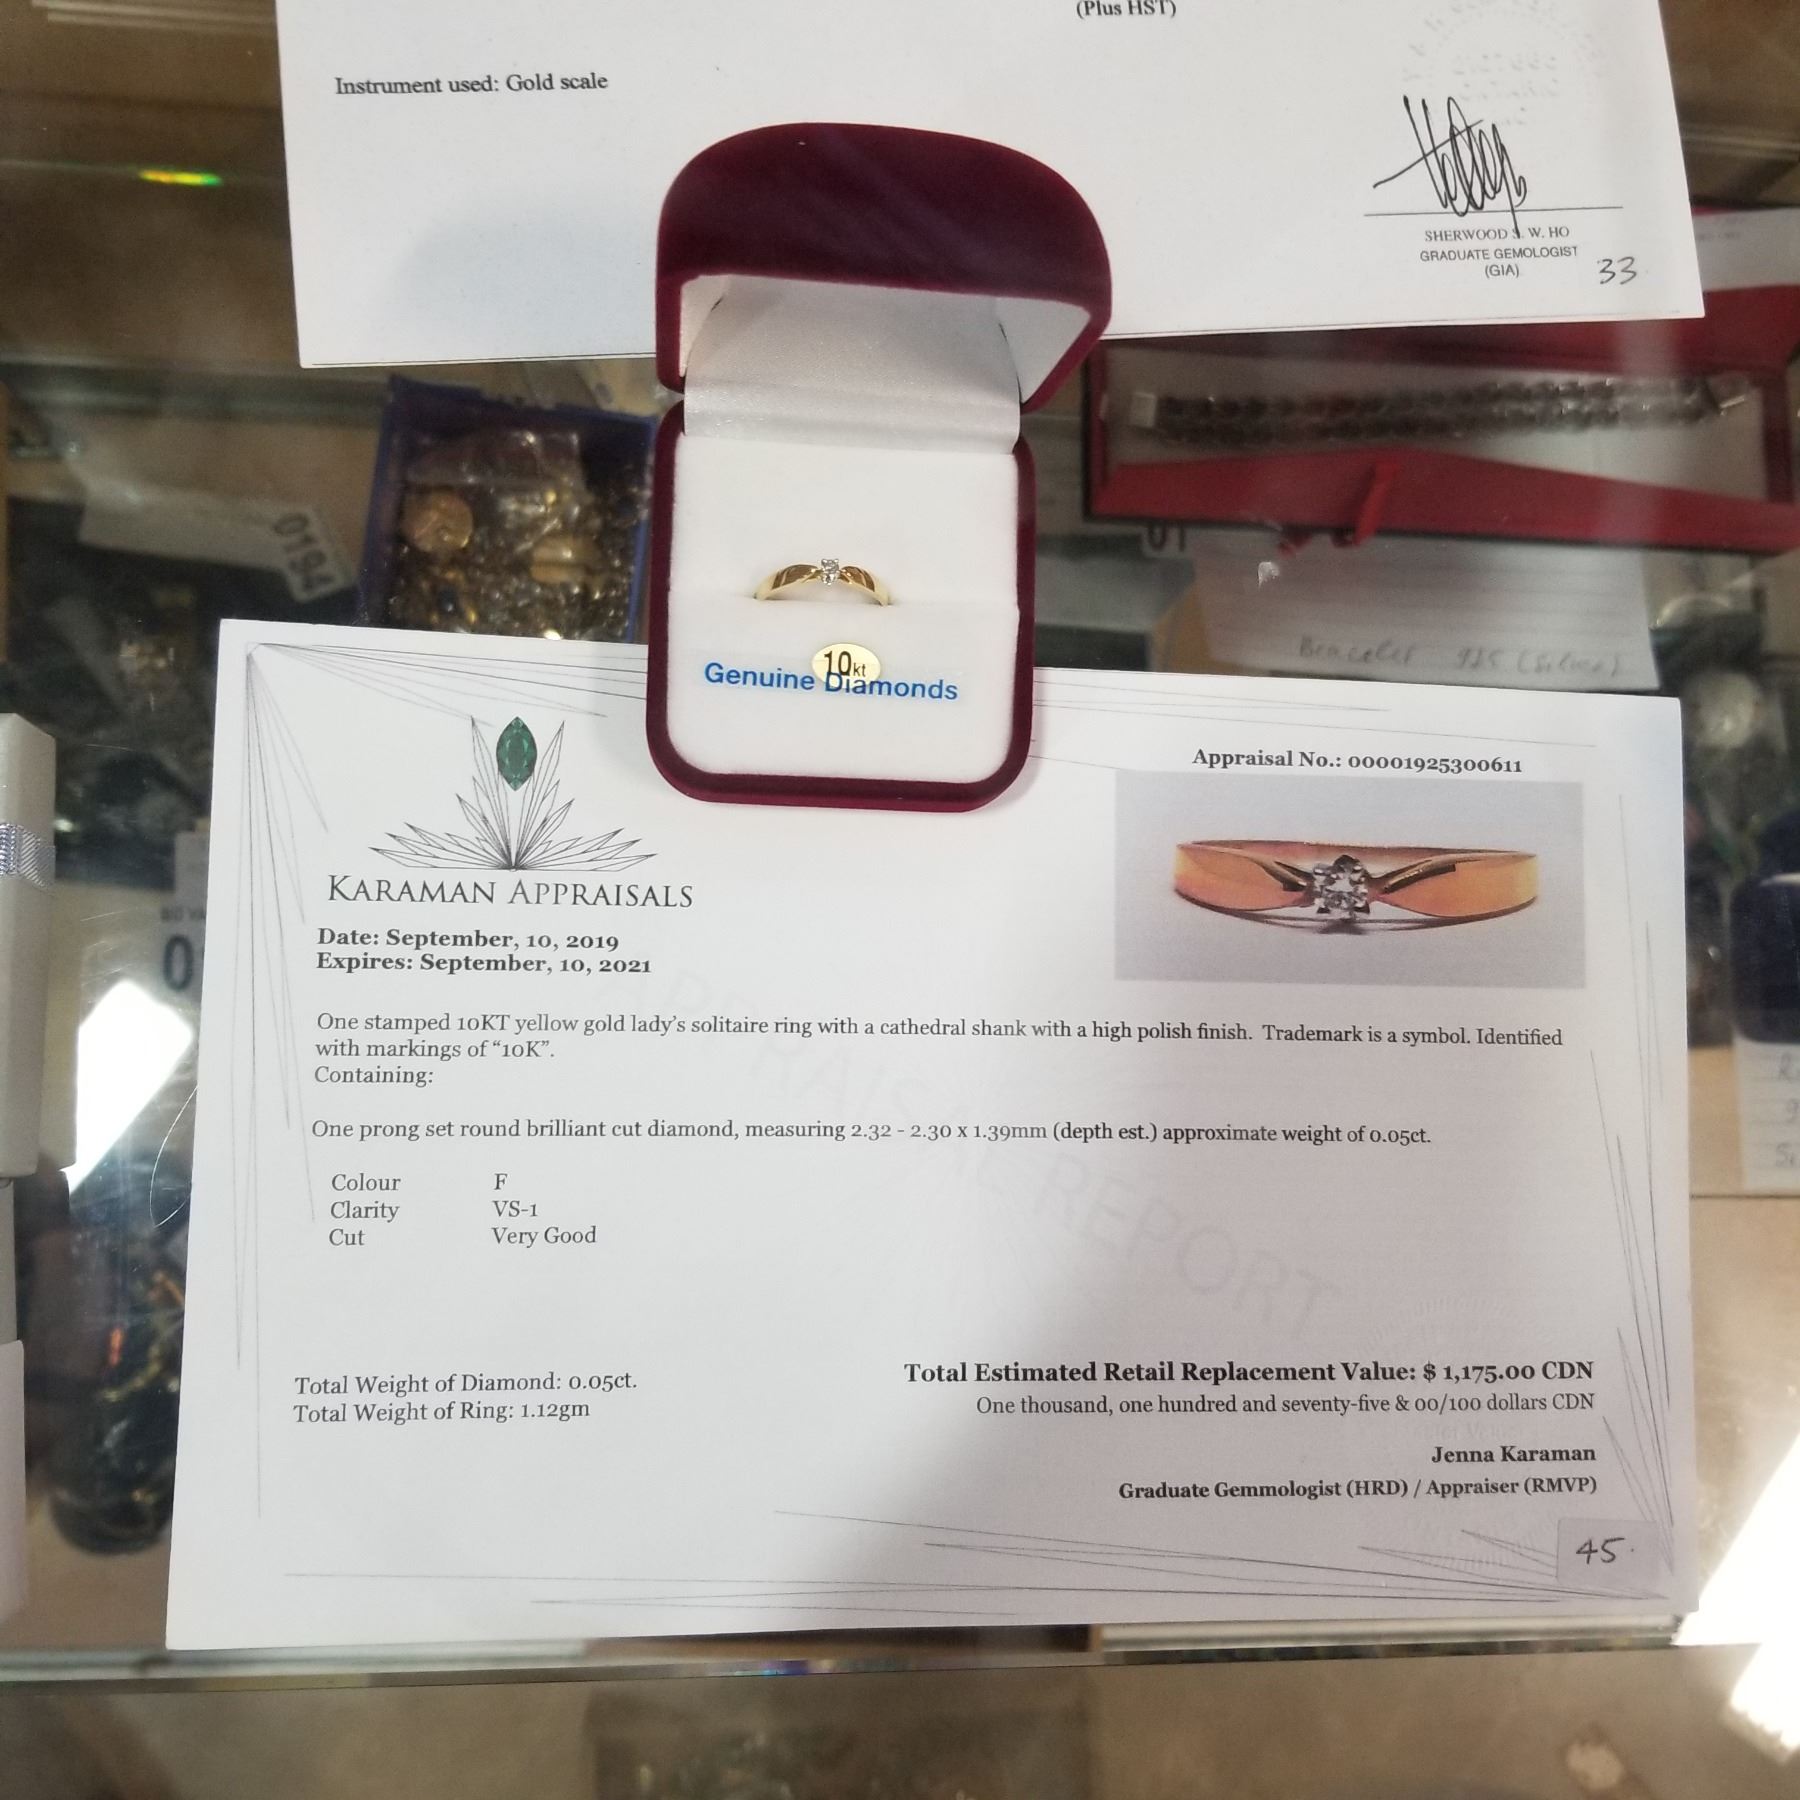 (Plus HST)
Instrument used: Gold scale
SHERWOOD S. W. HO
GRADUATE GEMOLOGIST
(GIA)
33
0194
Bracelet 925 (Silver)
10kt
Genuine Diamonds
Appraisal No.: 00001925300611
KARAMAN APPRAISALS
Date: September, 10, 2019
Expires: September, 10, 2021
One stamped 10KT yellow gold lady's solitaire ring with a cathedral shank with a high polish finish. Trademark is a symbol. Identified
with markings of "10K".
Containing:
One prong set round brilliant cut diamond, measuring 2.32 - 2.30 x 1.39mm (depth est.) approximate weight of 0.05ct.
Colour F
Clarity VS-1
Cut Very Good
APPRAISAL REPORT
Total Weight of Diamond: 0.05ct.
Total Weight of Ring: 1.12gm
Total Estimated Retail Replacement Value: $ 1,175.00 CDN
One thousand, one hundred and seventy-five & 00/100 dollars CDN
Jenna Karaman
Graduate Gemmologist (HRD) / Appraiser (RMVP)
45.